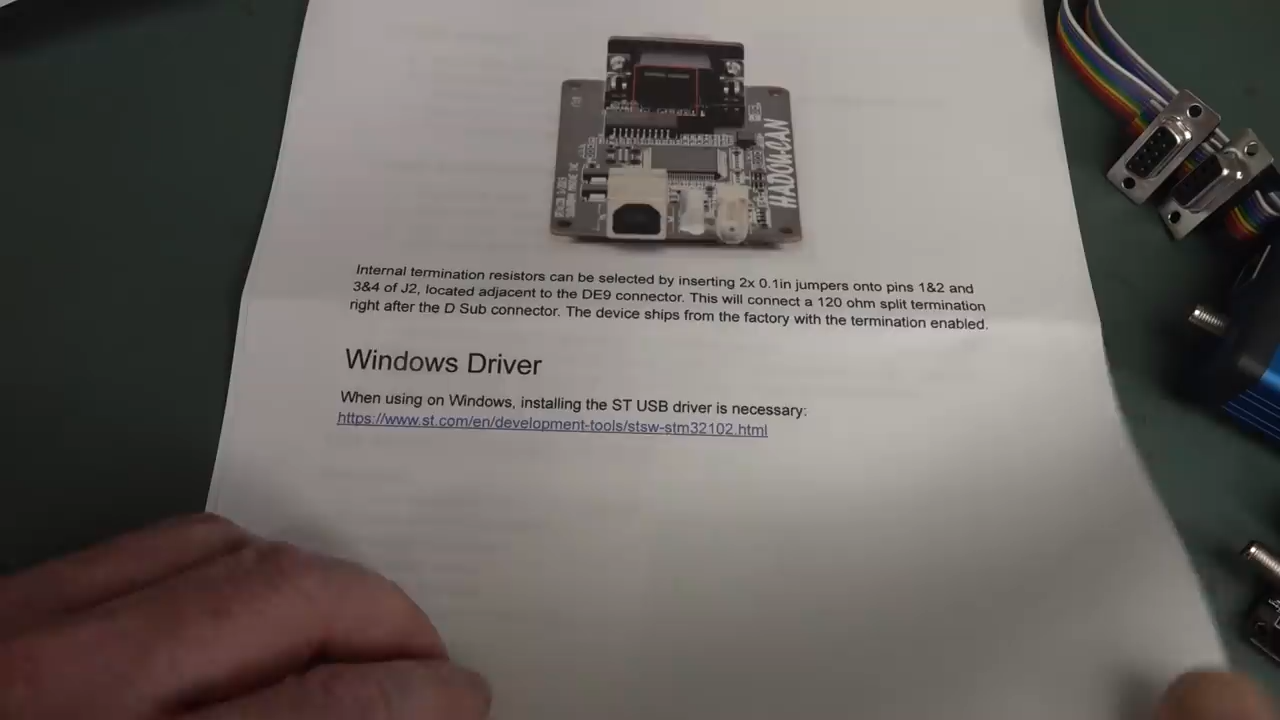 HADOU-CAN
Internal termination resistors can be selected by inserting 2x 0.1in jumpers onto pins 1&2 and
3&4 of J2, located adjacent to the DE9 connector. This will connect a 120 ohm split termination
right after the D Sub connector. The device ships from the factory with the termination enabled.
Windows Driver
When using on Windows, installing the ST USB driver is necessary:
https://www.st.com/en/development-tools/stsw-stm32102.html